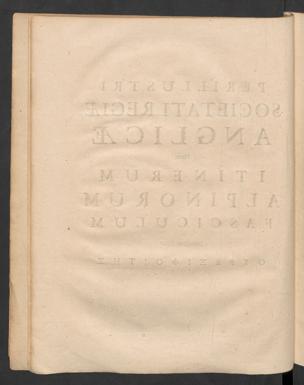 PERILLUSTRI
SOCIETATI REGIÆ
ANGLICÆ
ITINERUM
ALPINORUM
FASCICULUM